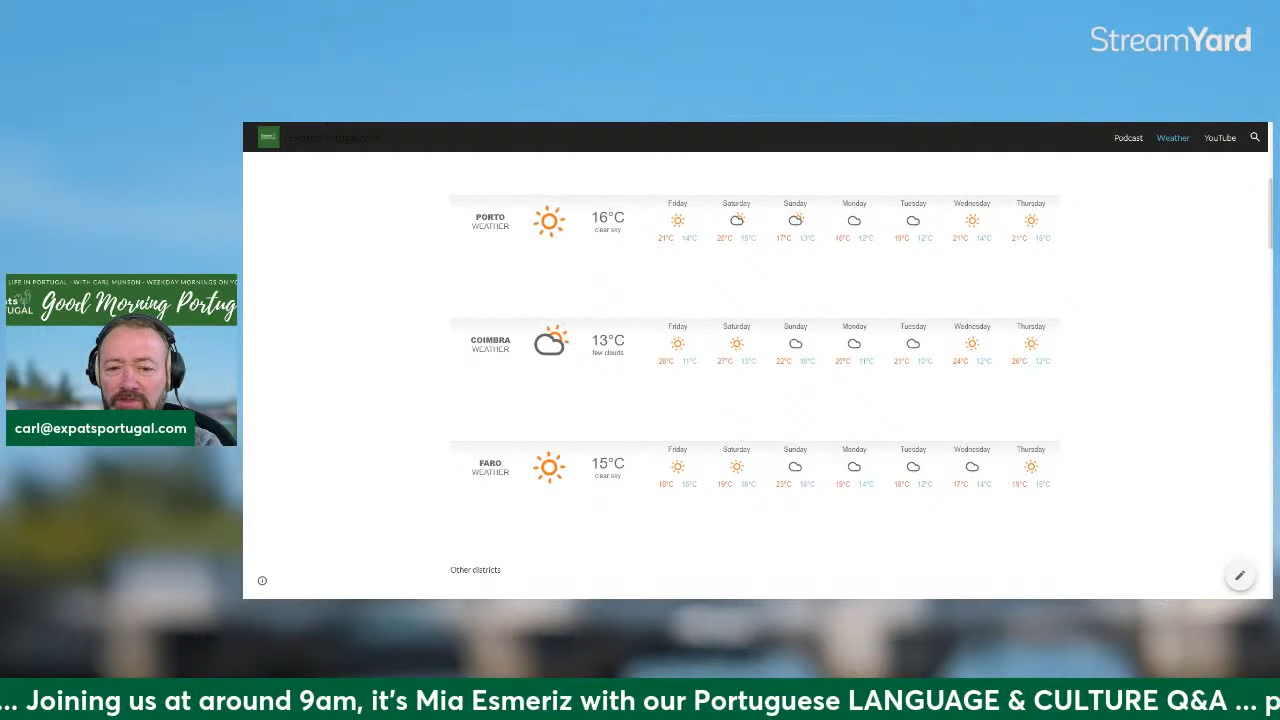 StreamYard
Podcast Weather YouTube
PORTO
WEATHER
16°C
clear sky
Friday Saturday Sunday Monday Tuesday Wednesday Thursday
21°C 14°C 20°C 15°C 17°C 13°C 16°C 12°C 19°C 12°C 21°C 14°C 21°C 16°C
COIMBRA
WEATHER
13°C
few clouds
Friday Saturday Sunday Monday Tuesday Wednesday Thursday
28°C 11°C 27°C 13°C 22°C 10°C 20°C 11°C 21°C 10°C 24°C 12°C 26°C 12°C
FARO
WEATHER
15°C
clear sky
Friday Saturday Sunday Monday Tuesday Wednesday Thursday
18°C 15°C 19°C 16°C 23°C 16°C 19°C 14°C 18°C 12°C 17°C 14°C 19°C 15°C
Other districts
LIFE IN PORTUGAL - WITH CARL MUNSON - WEEKDAY MORNINGS ON YO
Good Morning Portug
carl@expatsportugal.com
... Joining us at around 9am, it's Mia Esmeriz with our Portuguese LANGUAGE & CULTURE Q&A ... p